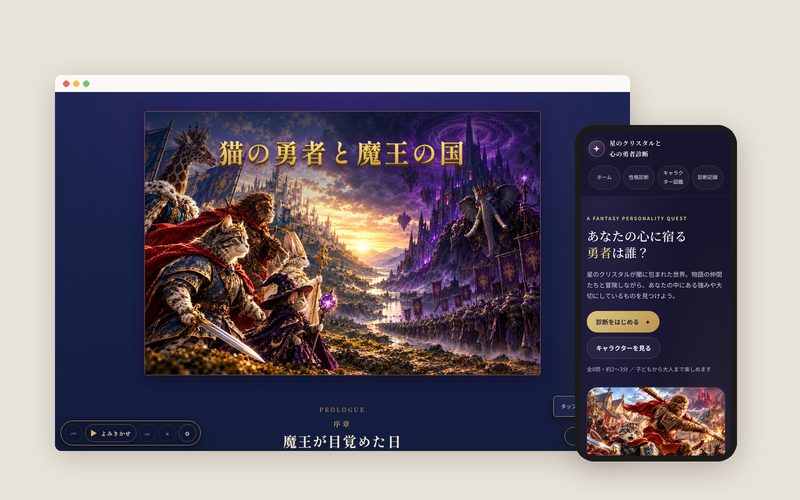 猫の勇者と魔王の国
PROLOGUE
序章
魔王が目覚めた日
よみきかせ
タップ
星のクリスタルと
心の勇者診断
ホーム
性格診断
キャラク
ター図鑑
診断記録
A FANTASY PERSONALITY QUEST
あなたの心に宿る
勇者は誰？
星のクリスタルが闇に包まれた世界。物語の仲間
たちと冒険しながら、あなたの中にある強みや大
切にしているものを見つけよう。
診断をはじめる
キャラクターを見る
全8問・約2〜3分 ／ 子どもから大人まで楽しめます